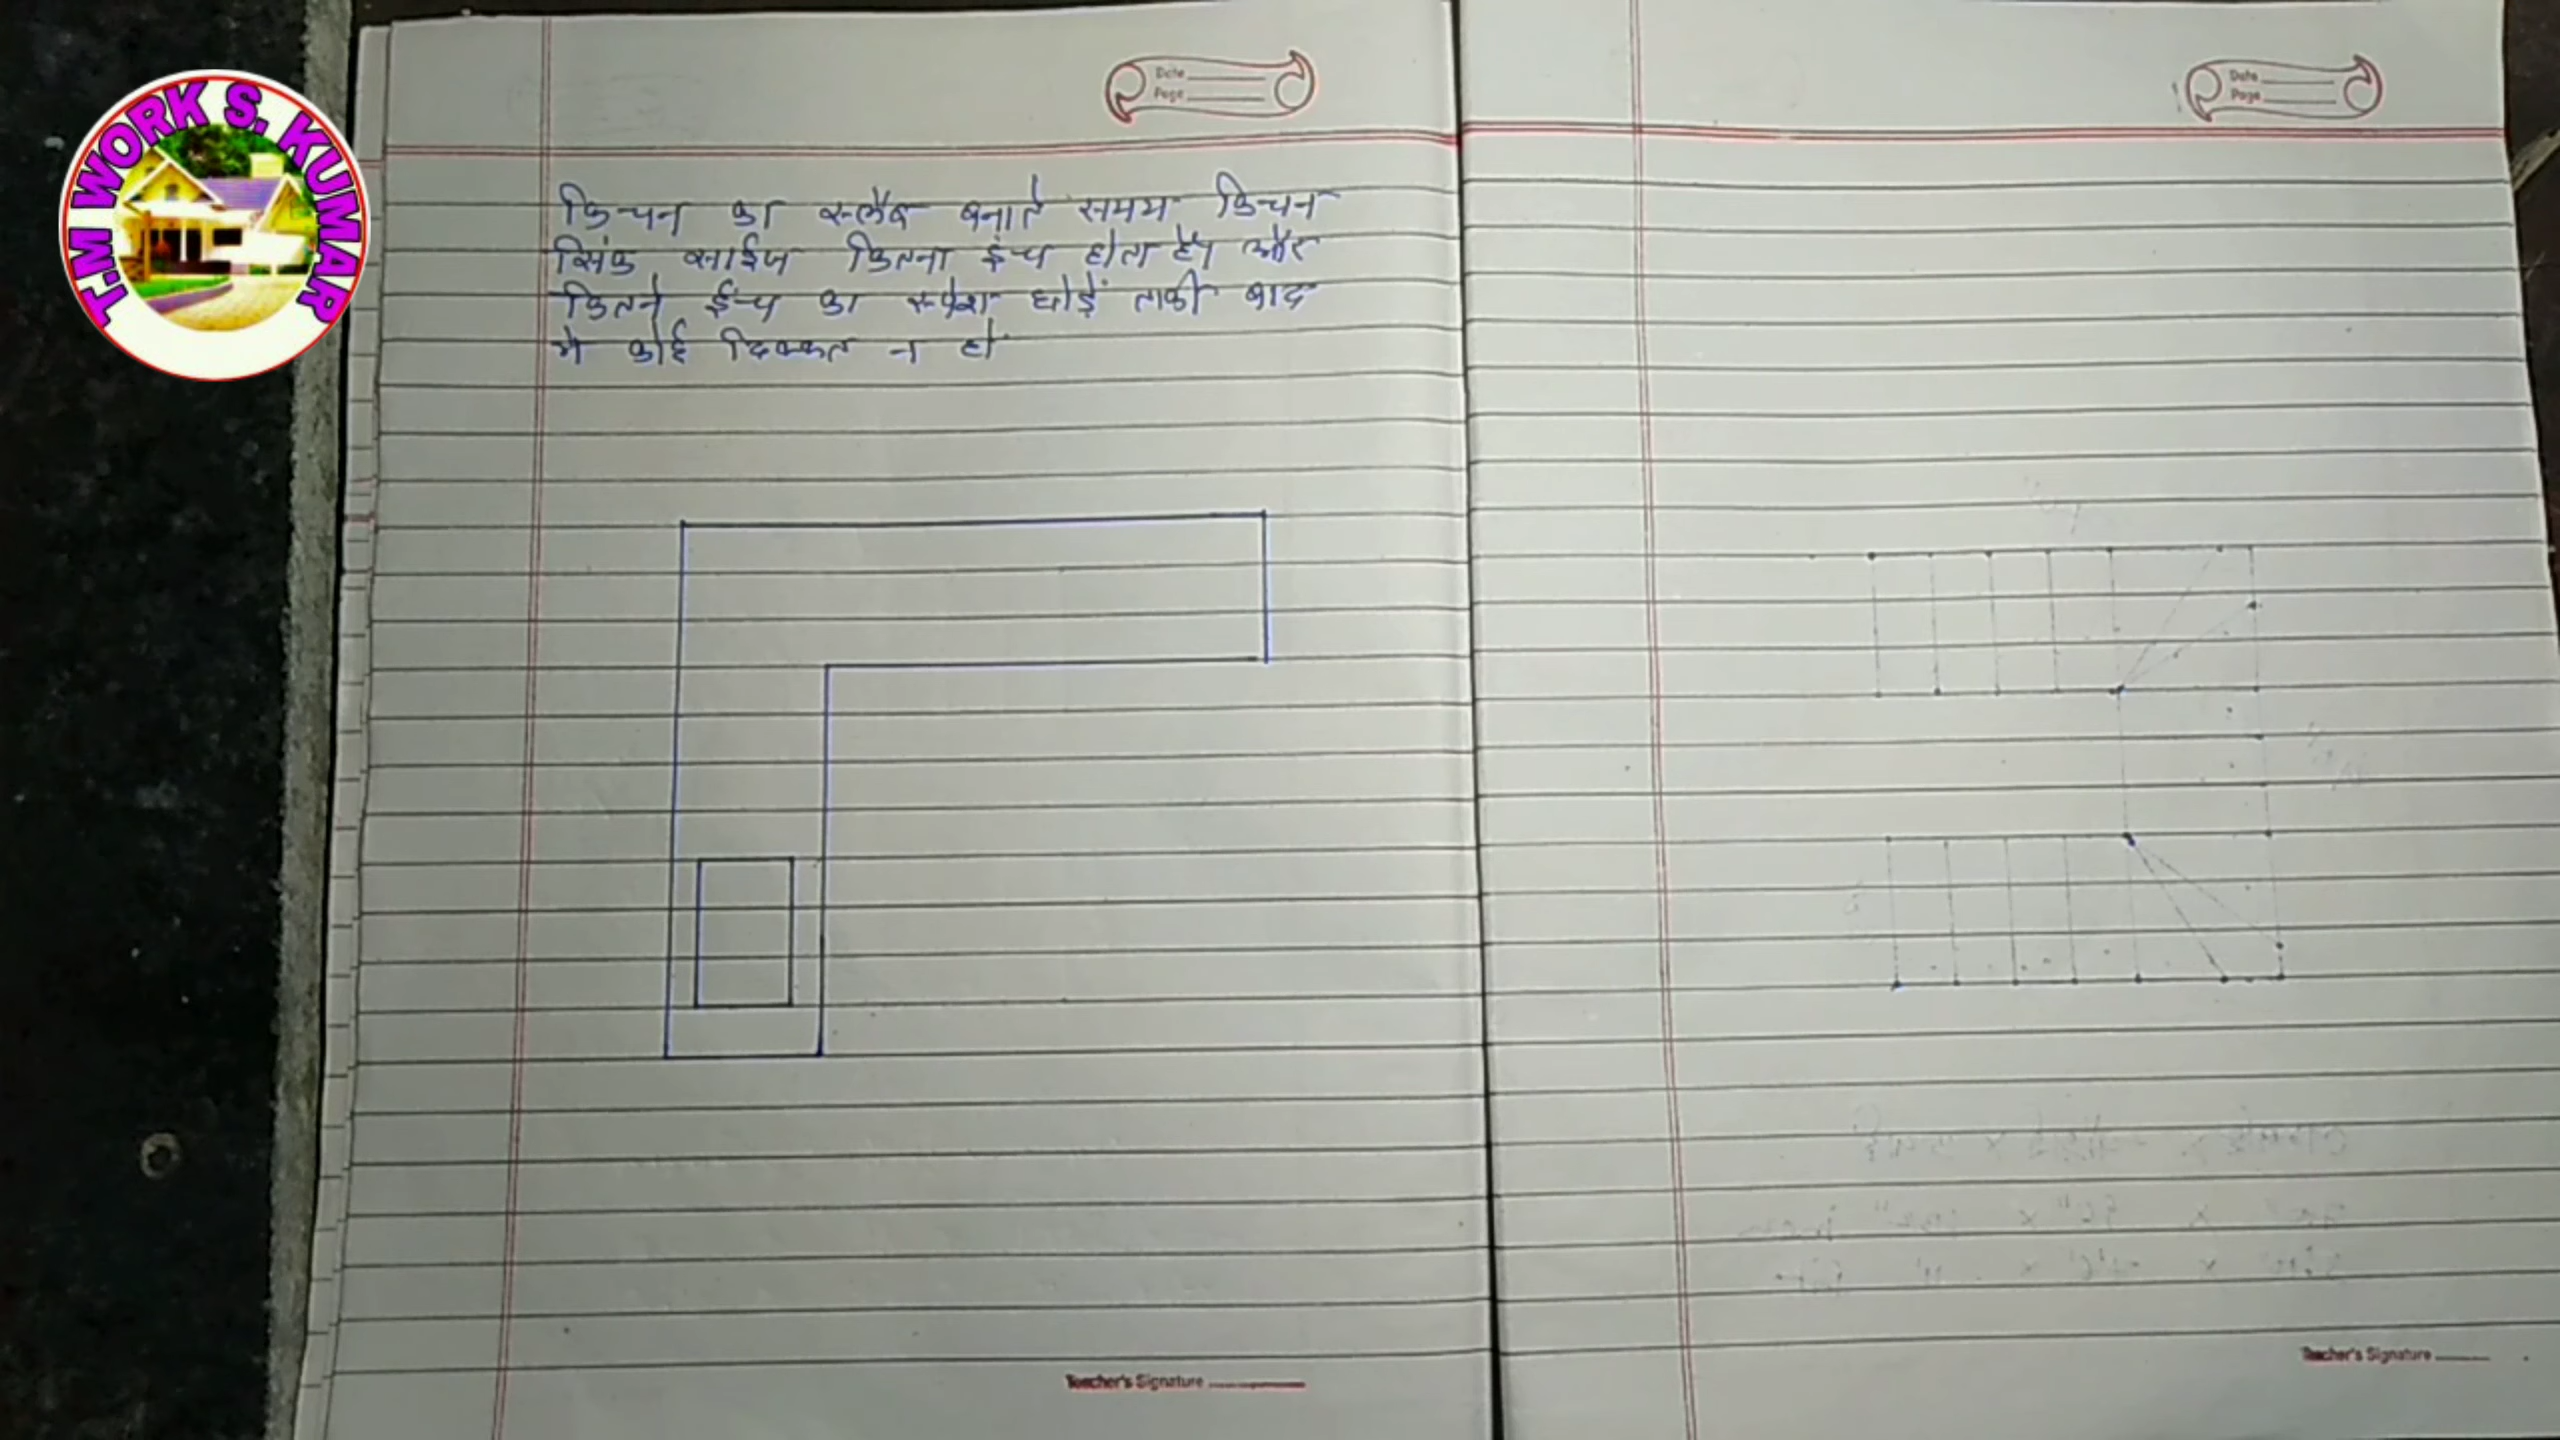 T.M WORK S. KUMAR
Date
Page
किचन का स्लैब बनाते समय किचन
सिंक साईज कितना इंच होता है। और
कितने ईन्च का स्पेश छोड़ें ताकी बाद
मे कोई दिक्कत न हो
Teacher's Signature
Date
Page
Teacher's Signature